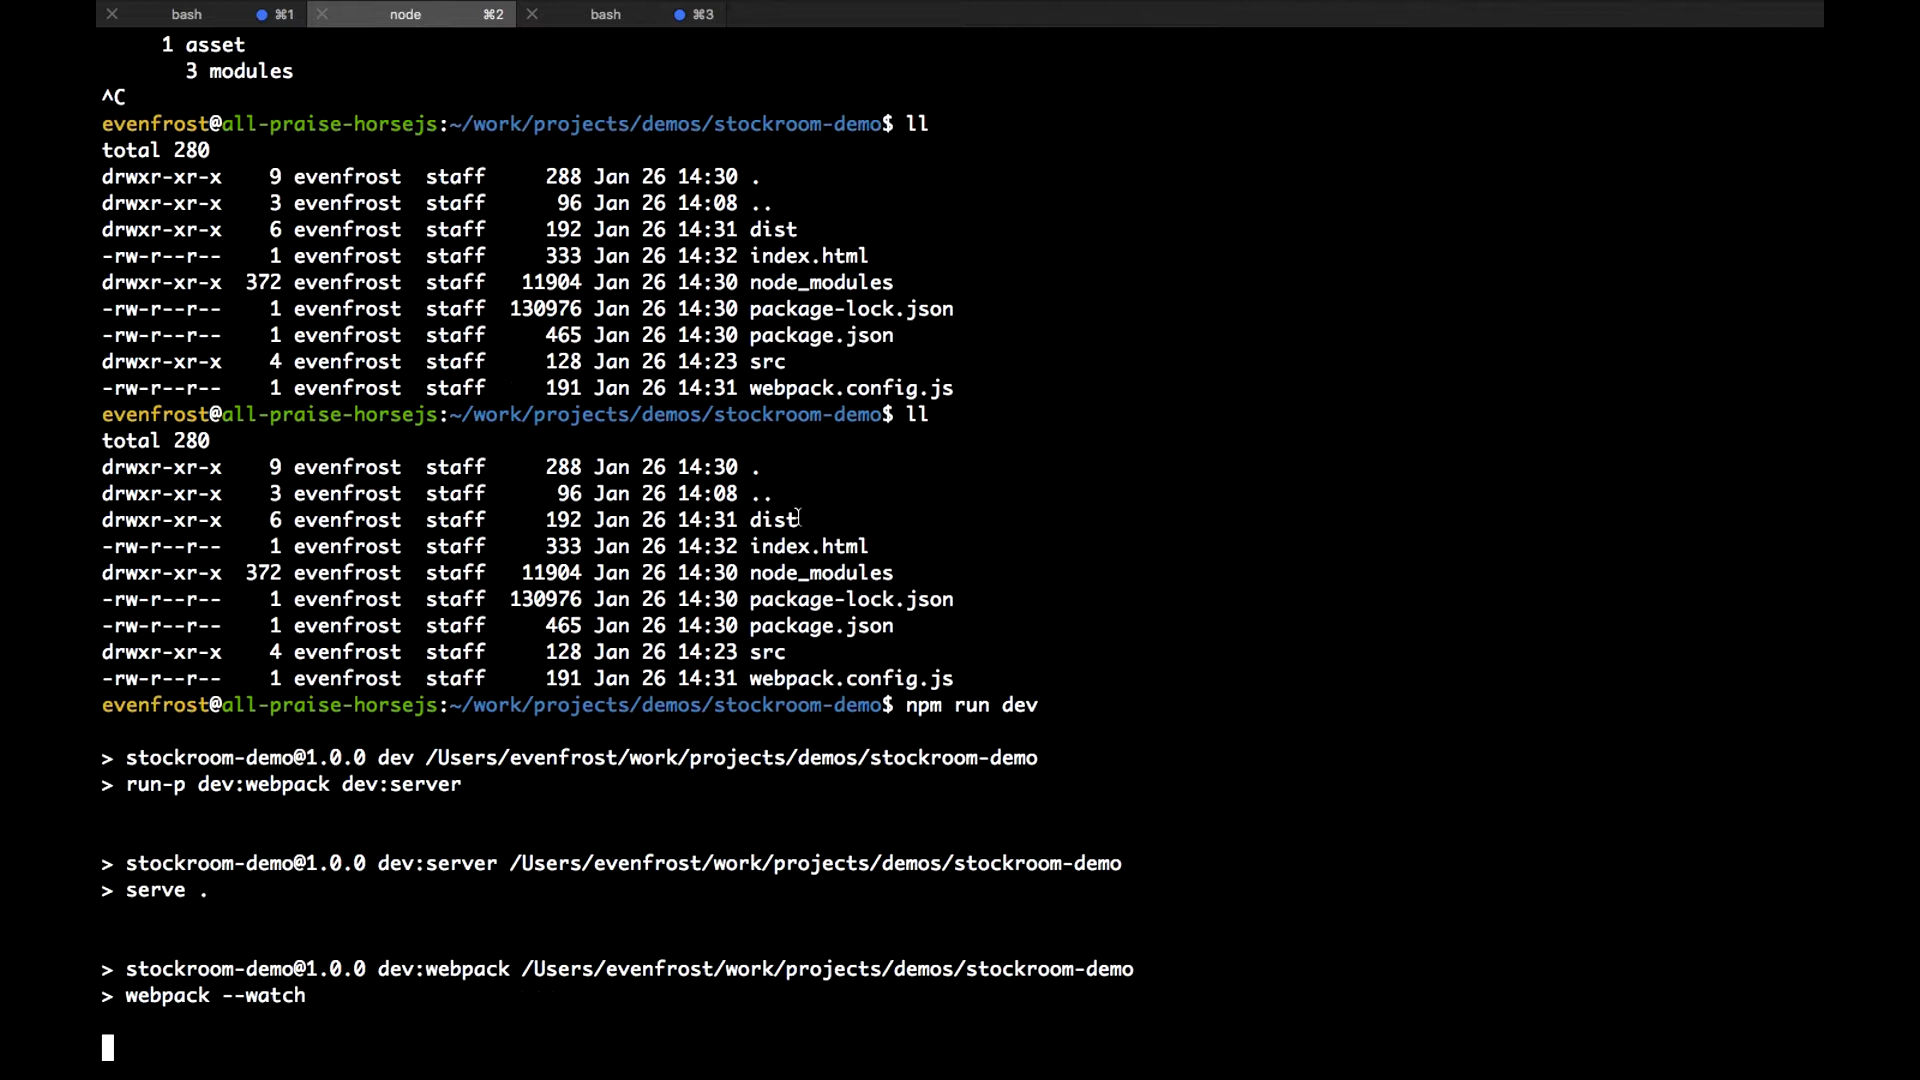 bash ⌘1 node ⌘2 bash ⌘3
1 asset
3 modules
^C
evenfrost@all-praise-horsejs:~/work/projects/demos/stockroom-demo$ ll
total 280
drwxr-xr-x 9 evenfrost staff 288 Jan 26 14:30 .
drwxr-xr-x 3 evenfrost staff 96 Jan 26 14:08 ..
drwxr-xr-x 6 evenfrost staff 192 Jan 26 14:31 dist
-rw-r--r-- 1 evenfrost staff 333 Jan 26 14:32 index.html
drwxr-xr-x 372 evenfrost staff 11904 Jan 26 14:30 node_modules
-rw-r--r-- 1 evenfrost staff 130976 Jan 26 14:30 package-lock.json
-rw-r--r-- 1 evenfrost staff 465 Jan 26 14:30 package.json
drwxr-xr-x 4 evenfrost staff 128 Jan 26 14:23 src
-rw-r--r-- 1 evenfrost staff 191 Jan 26 14:31 webpack.config.js
evenfrost@all-praise-horsejs:~/work/projects/demos/stockroom-demo$ ll
total 280
drwxr-xr-x 9 evenfrost staff 288 Jan 26 14:30 .
drwxr-xr-x 3 evenfrost staff 96 Jan 26 14:08 ..
drwxr-xr-x 6 evenfrost staff 192 Jan 26 14:31 dist
-rw-r--r-- 1 evenfrost staff 333 Jan 26 14:32 index.html
drwxr-xr-x 372 evenfrost staff 11904 Jan 26 14:30 node_modules
-rw-r--r-- 1 evenfrost staff 130976 Jan 26 14:30 package-lock.json
-rw-r--r-- 1 evenfrost staff 465 Jan 26 14:30 package.json
drwxr-xr-x 4 evenfrost staff 128 Jan 26 14:23 src
-rw-r--r-- 1 evenfrost staff 191 Jan 26 14:31 webpack.config.js
evenfrost@all-praise-horsejs:~/work/projects/demos/stockroom-demo$ npm run dev
> stockroom-demo@1.0.0 dev /Users/evenfrost/work/projects/demos/stockroom-demo
> run-p dev:webpack dev:server
> stockroom-demo@1.0.0 dev:server /Users/evenfrost/work/projects/demos/stockroom-demo
> serve .
> stockroom-demo@1.0.0 dev:webpack /Users/evenfrost/work/projects/demos/stockroom-demo
> webpack --watch